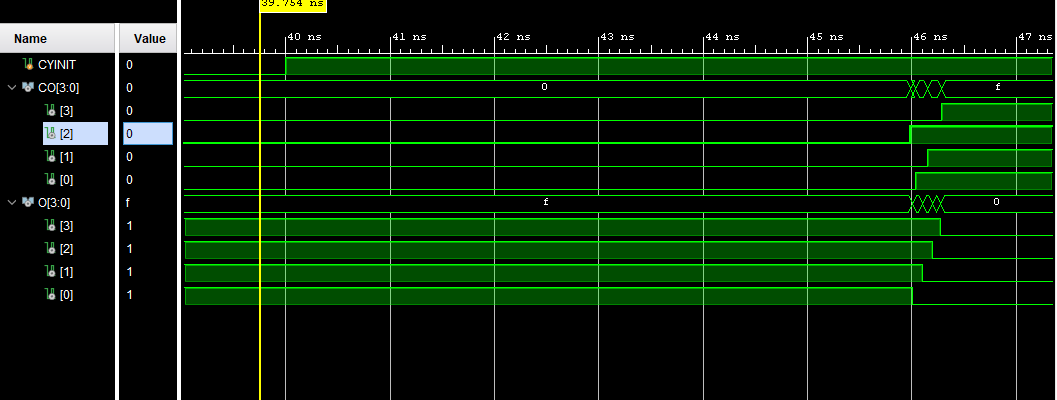 39.754 ns
Name Value
40 ns 41 ns 42 ns 43 ns 44 ns 45 ns 46 ns 47 ns
CYINIT 0
CO[3:0] 0 0 f
[3] 0
[2] 0
[1] 0
[0] 0
O[3:0] f f 0
[3] 1
[2] 1
[1] 1
[0] 1